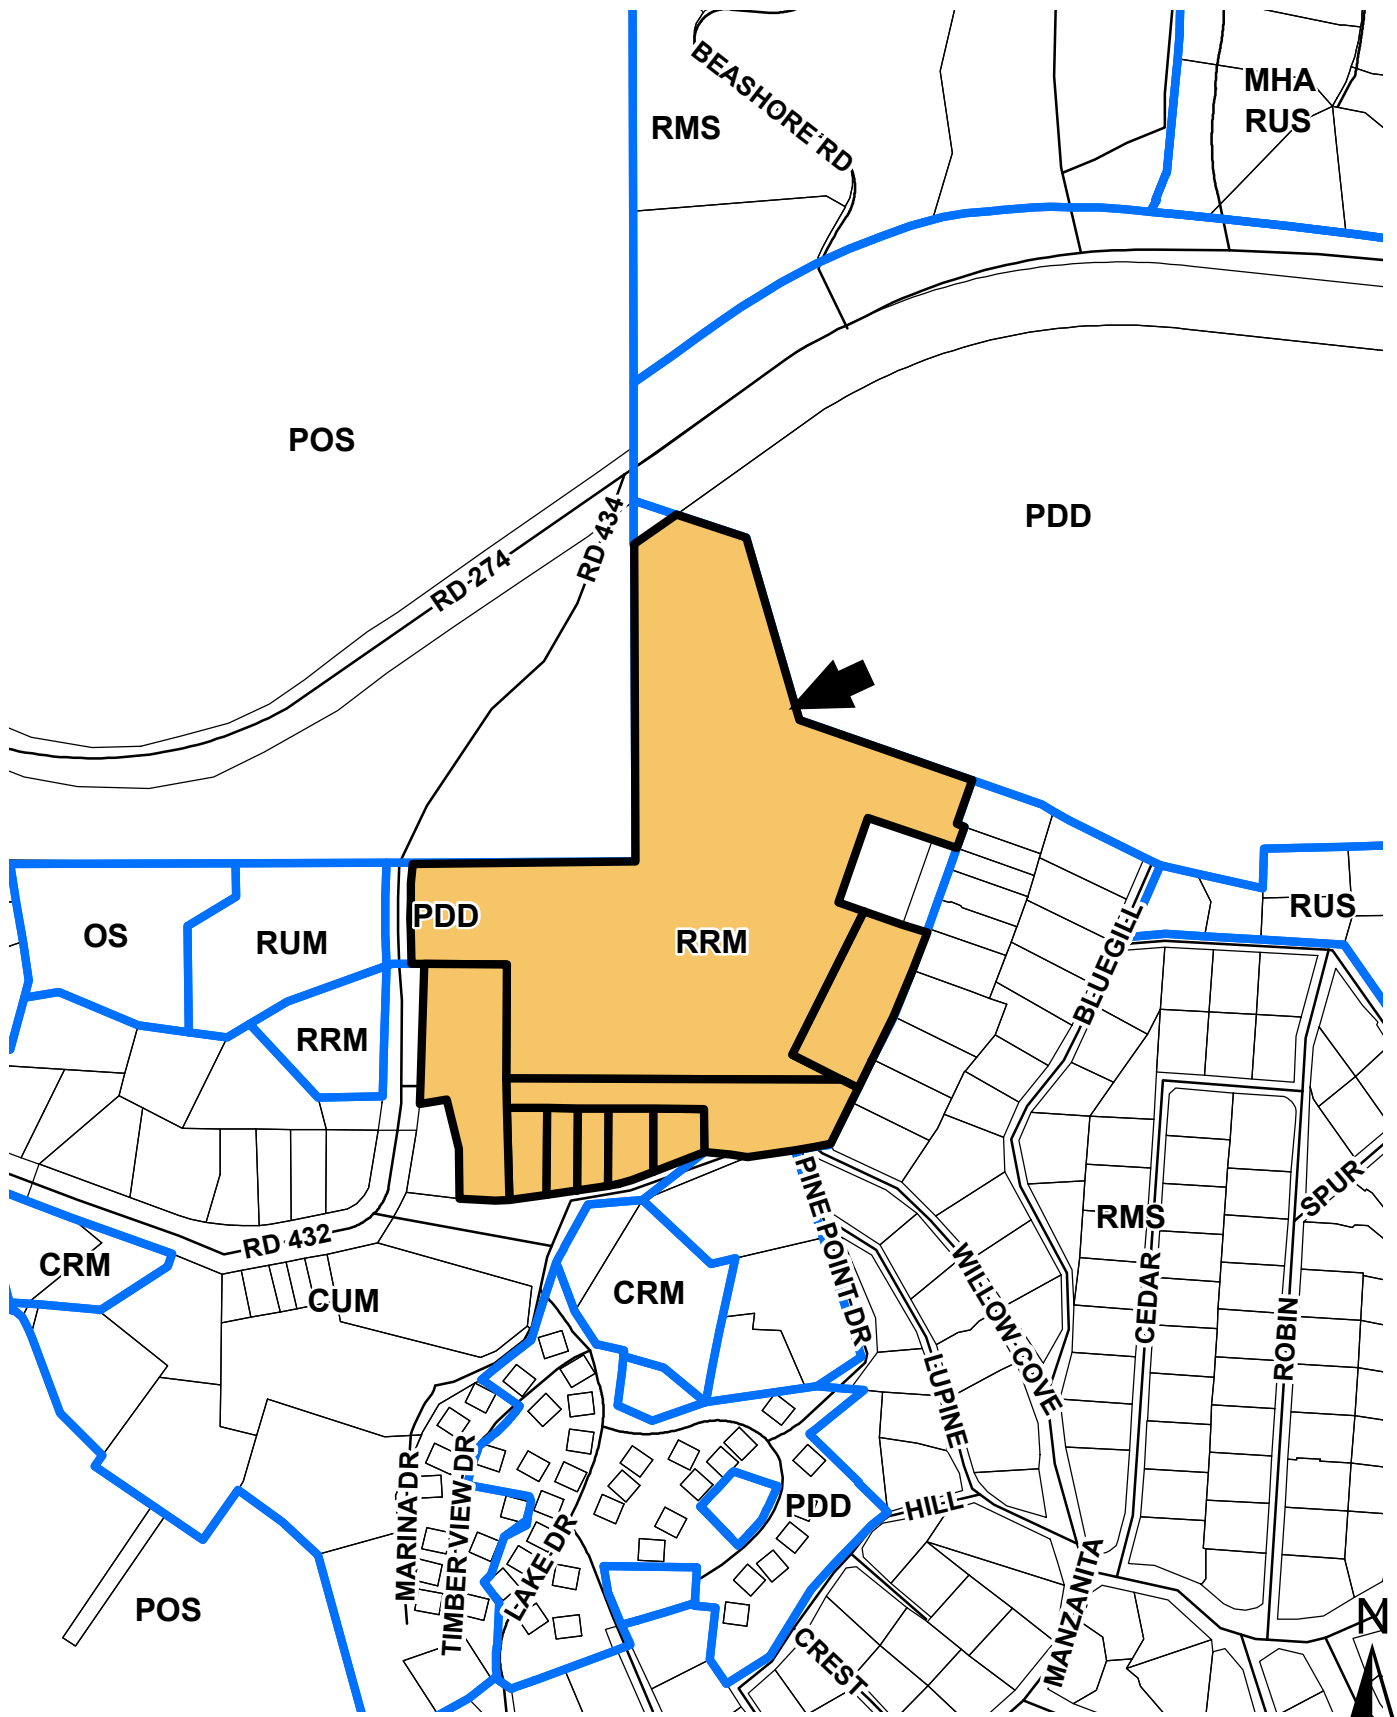 BEASHORE RD
RMS
MHA
RUS
POS
PDD
RD 434
RD 274
PDD
RRM
OS
RUM
RUS
BLUEGILL
RRM
SPUR
RMS
PINE POINT DR
RD 432
CRM
CRM
CUM
WILLOW COVE
CEDAR
ROBIN
LUPINE
MARINA DR
TIMBER VIEW DR
LAKE DR
PDD
HILL
POS
MANZANITA
CREST
N